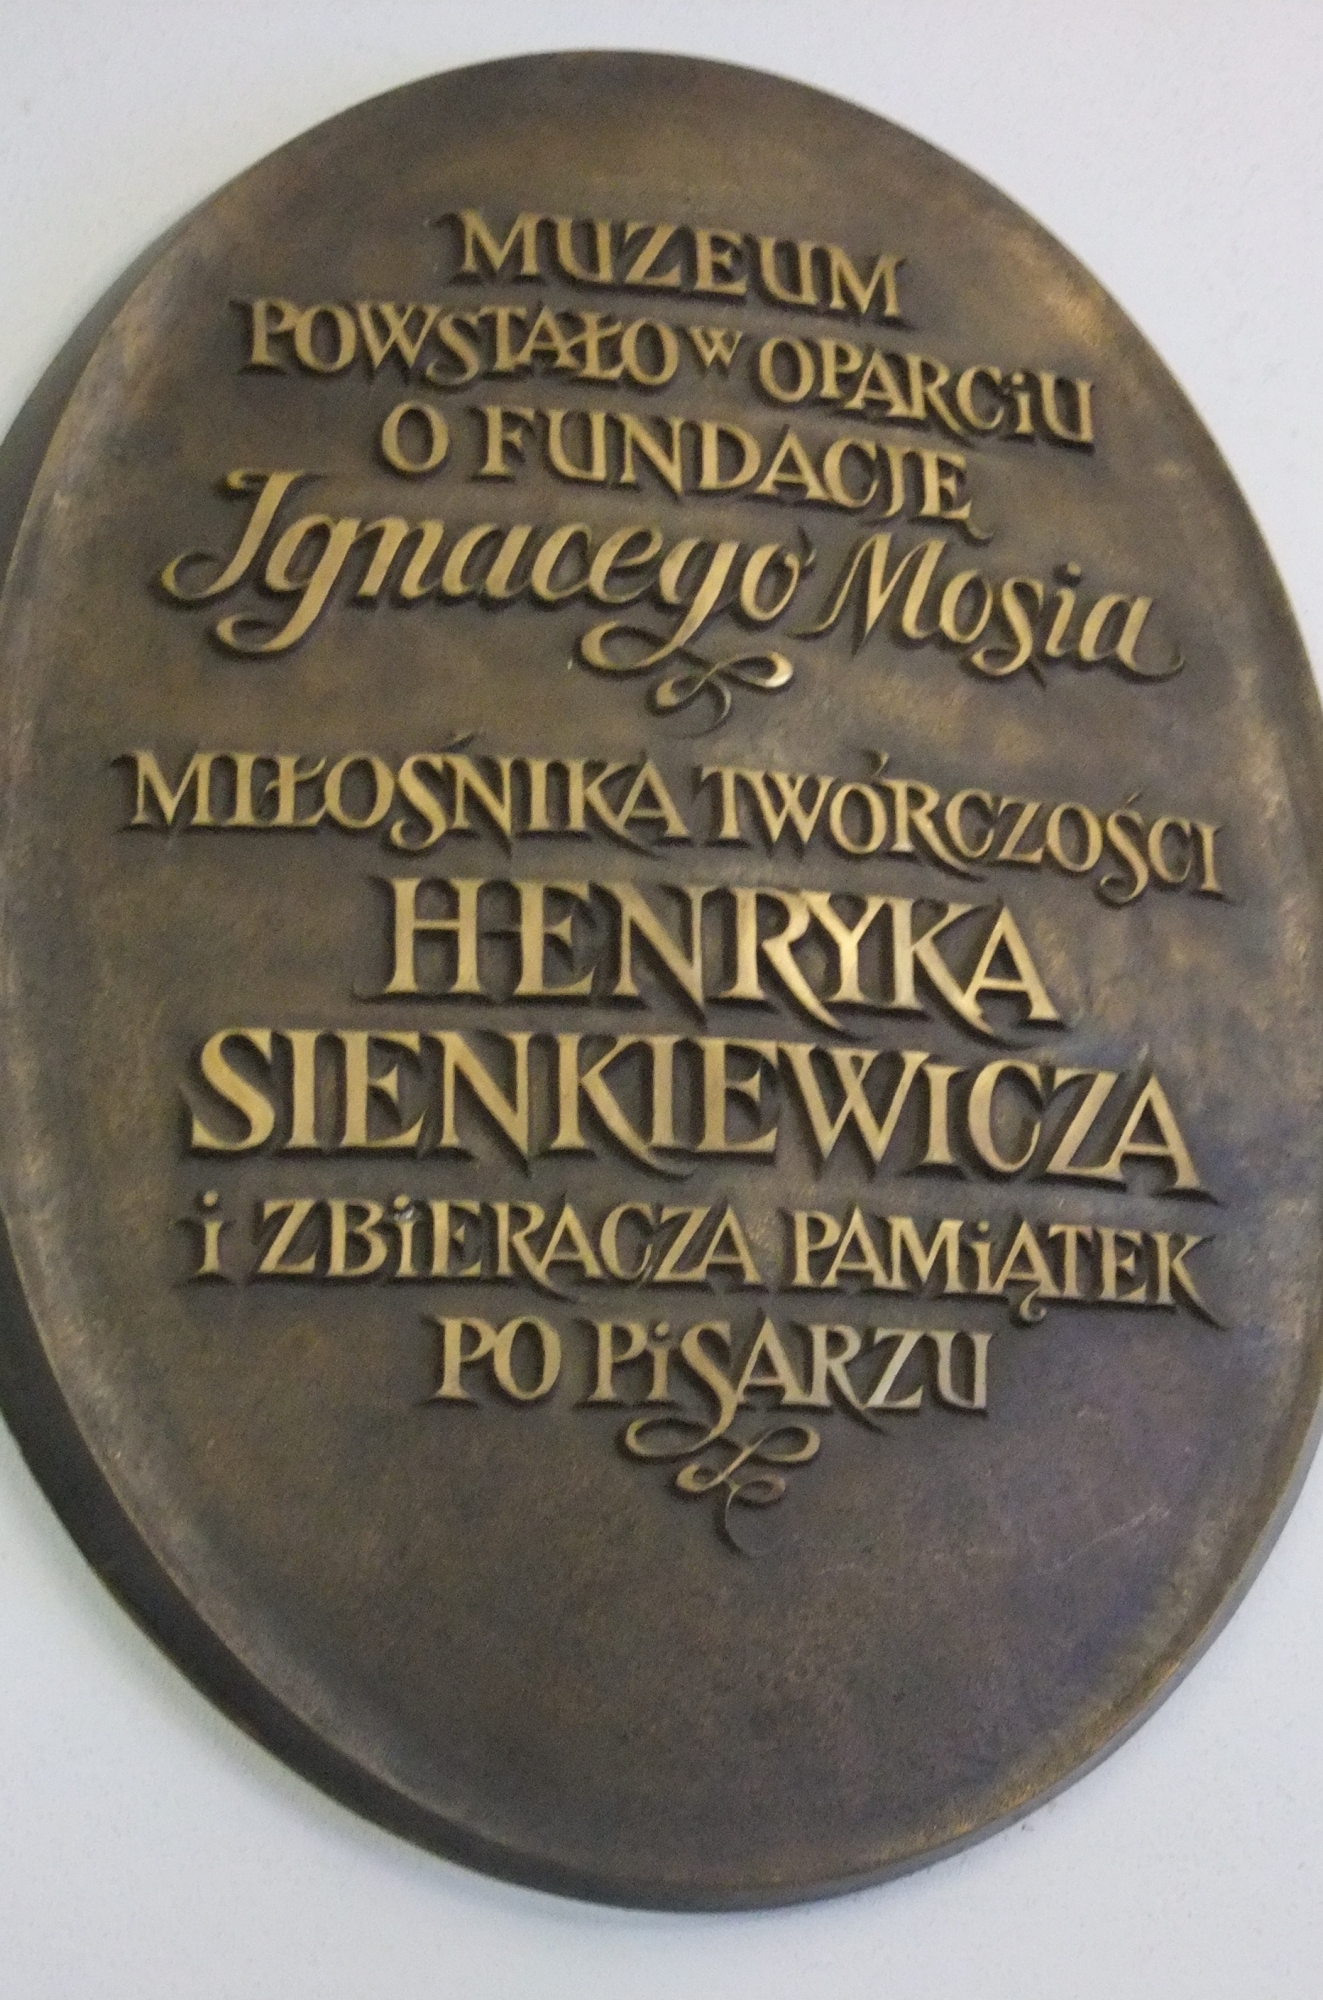 MUZEUM
POWSTAŁO W OPARCiU
O FUNDACJĘ
Ignacego Mosia
MIŁOŚNIKA TWÓRCZOŚCI
HENRYKA
SIENKIEWICZA
i ZBiERACZA PAMiĄTEK
PO PiSARZU